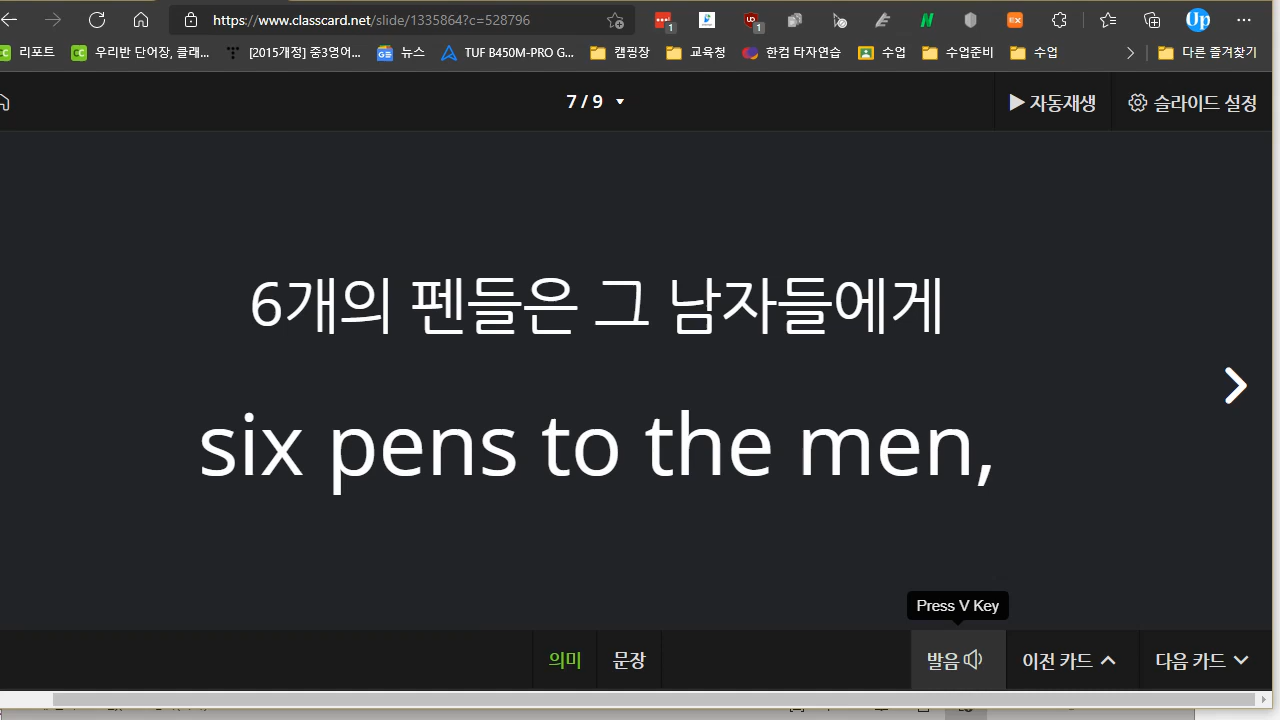 https://www.classcard.net/slide/1335864?c=528796
1
1
EX
Up
리포트
우리반 단어장, 클래...
[2015개정] 중3영어...
뉴스
TUF B450M-PRO G...
캠핑장
교육청
한컴 타자연습
수업
수업준비
수업
다른 즐겨찾기
7 / 9
자동재생
슬라이드 설정
6개의 펜들은 그 남자들에게
six pens to the men,
Press V Key
의미
문장
발음
이전 카드
다음 카드